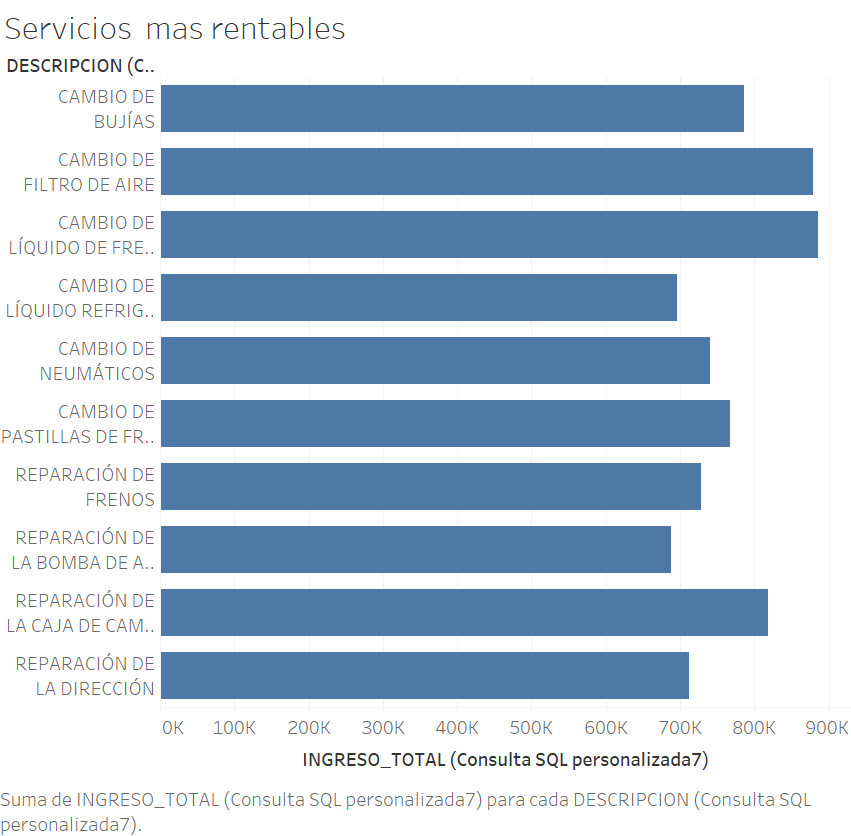 Servicios  mas rentables
DESCRIPCION (C..
CAMBIO DE
BUJÍAS
CAMBIO DE
FILTRO DE AIRE
CAMBIO DE
LÍQUIDO DE FRE..
CAMBIO DE
LÍQUIDO REFRIG..
CAMBIO DE
NEUMÁTICOS
CAMBIO DE
PASTILLAS DE FR..
REPARACIÓN DE
FRENOS
REPARACIÓN DE
LA BOMBA DE A..
REPARACIÓN DE
LA CAJA DE CAM..
REPARACIÓN DE
LA DIRECCIÓN
0K 100K 200K 300K 400K 500K 600K 700K 800K 900K
INGRESO_TOTAL (Consulta SQL personalizada7)
Suma de INGRESO_TOTAL (Consulta SQL personalizada7) para cada DESCRIPCION (Consulta SQL
personalizada7).